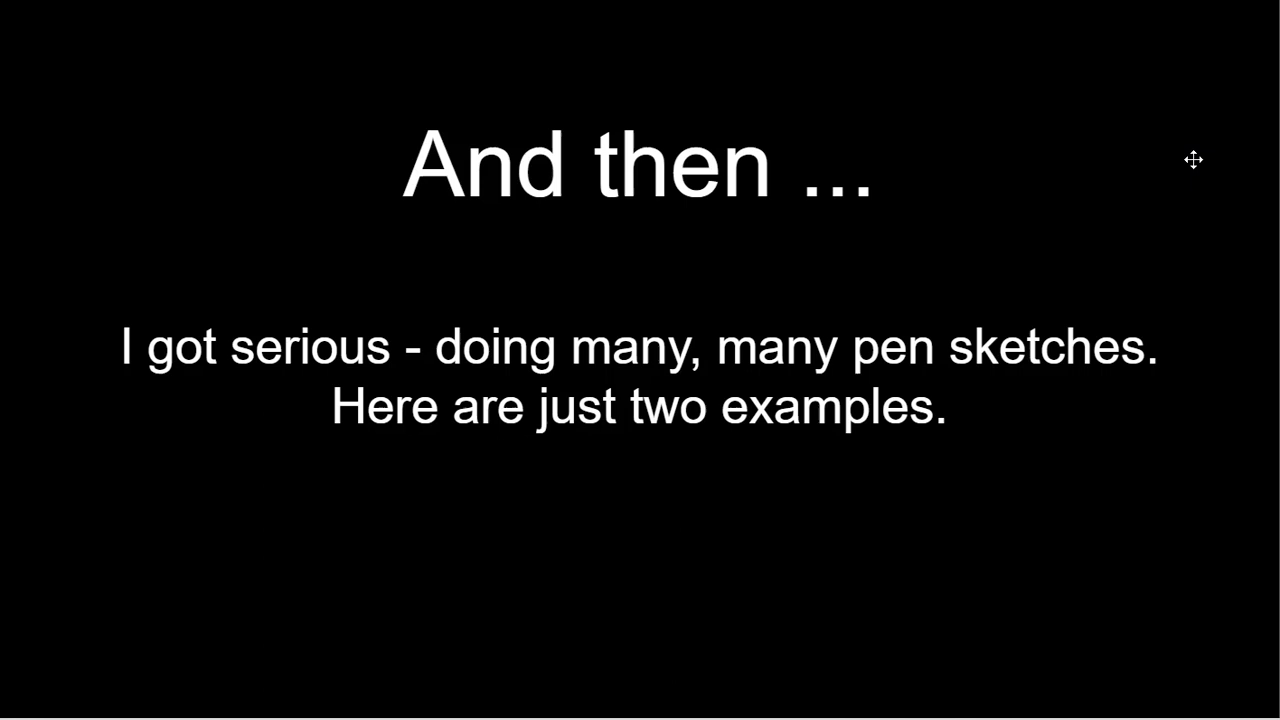 And then ...
I got serious - doing many, many pen sketches.
Here are just two examples.